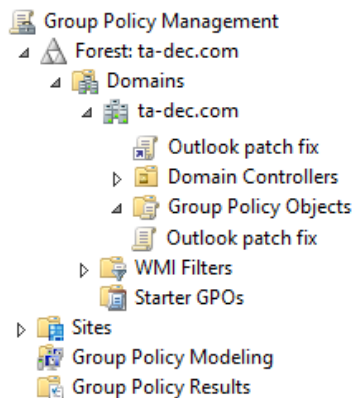 Group Policy Management
Forest: ta-dec.com
Domains
ta-dec.com
Outlook patch fix
Domain Controllers
Group Policy Objects
Outlook patch fix
WMI Filters
Starter GPOs
Sites
Group Policy Modeling
Group Policy Results